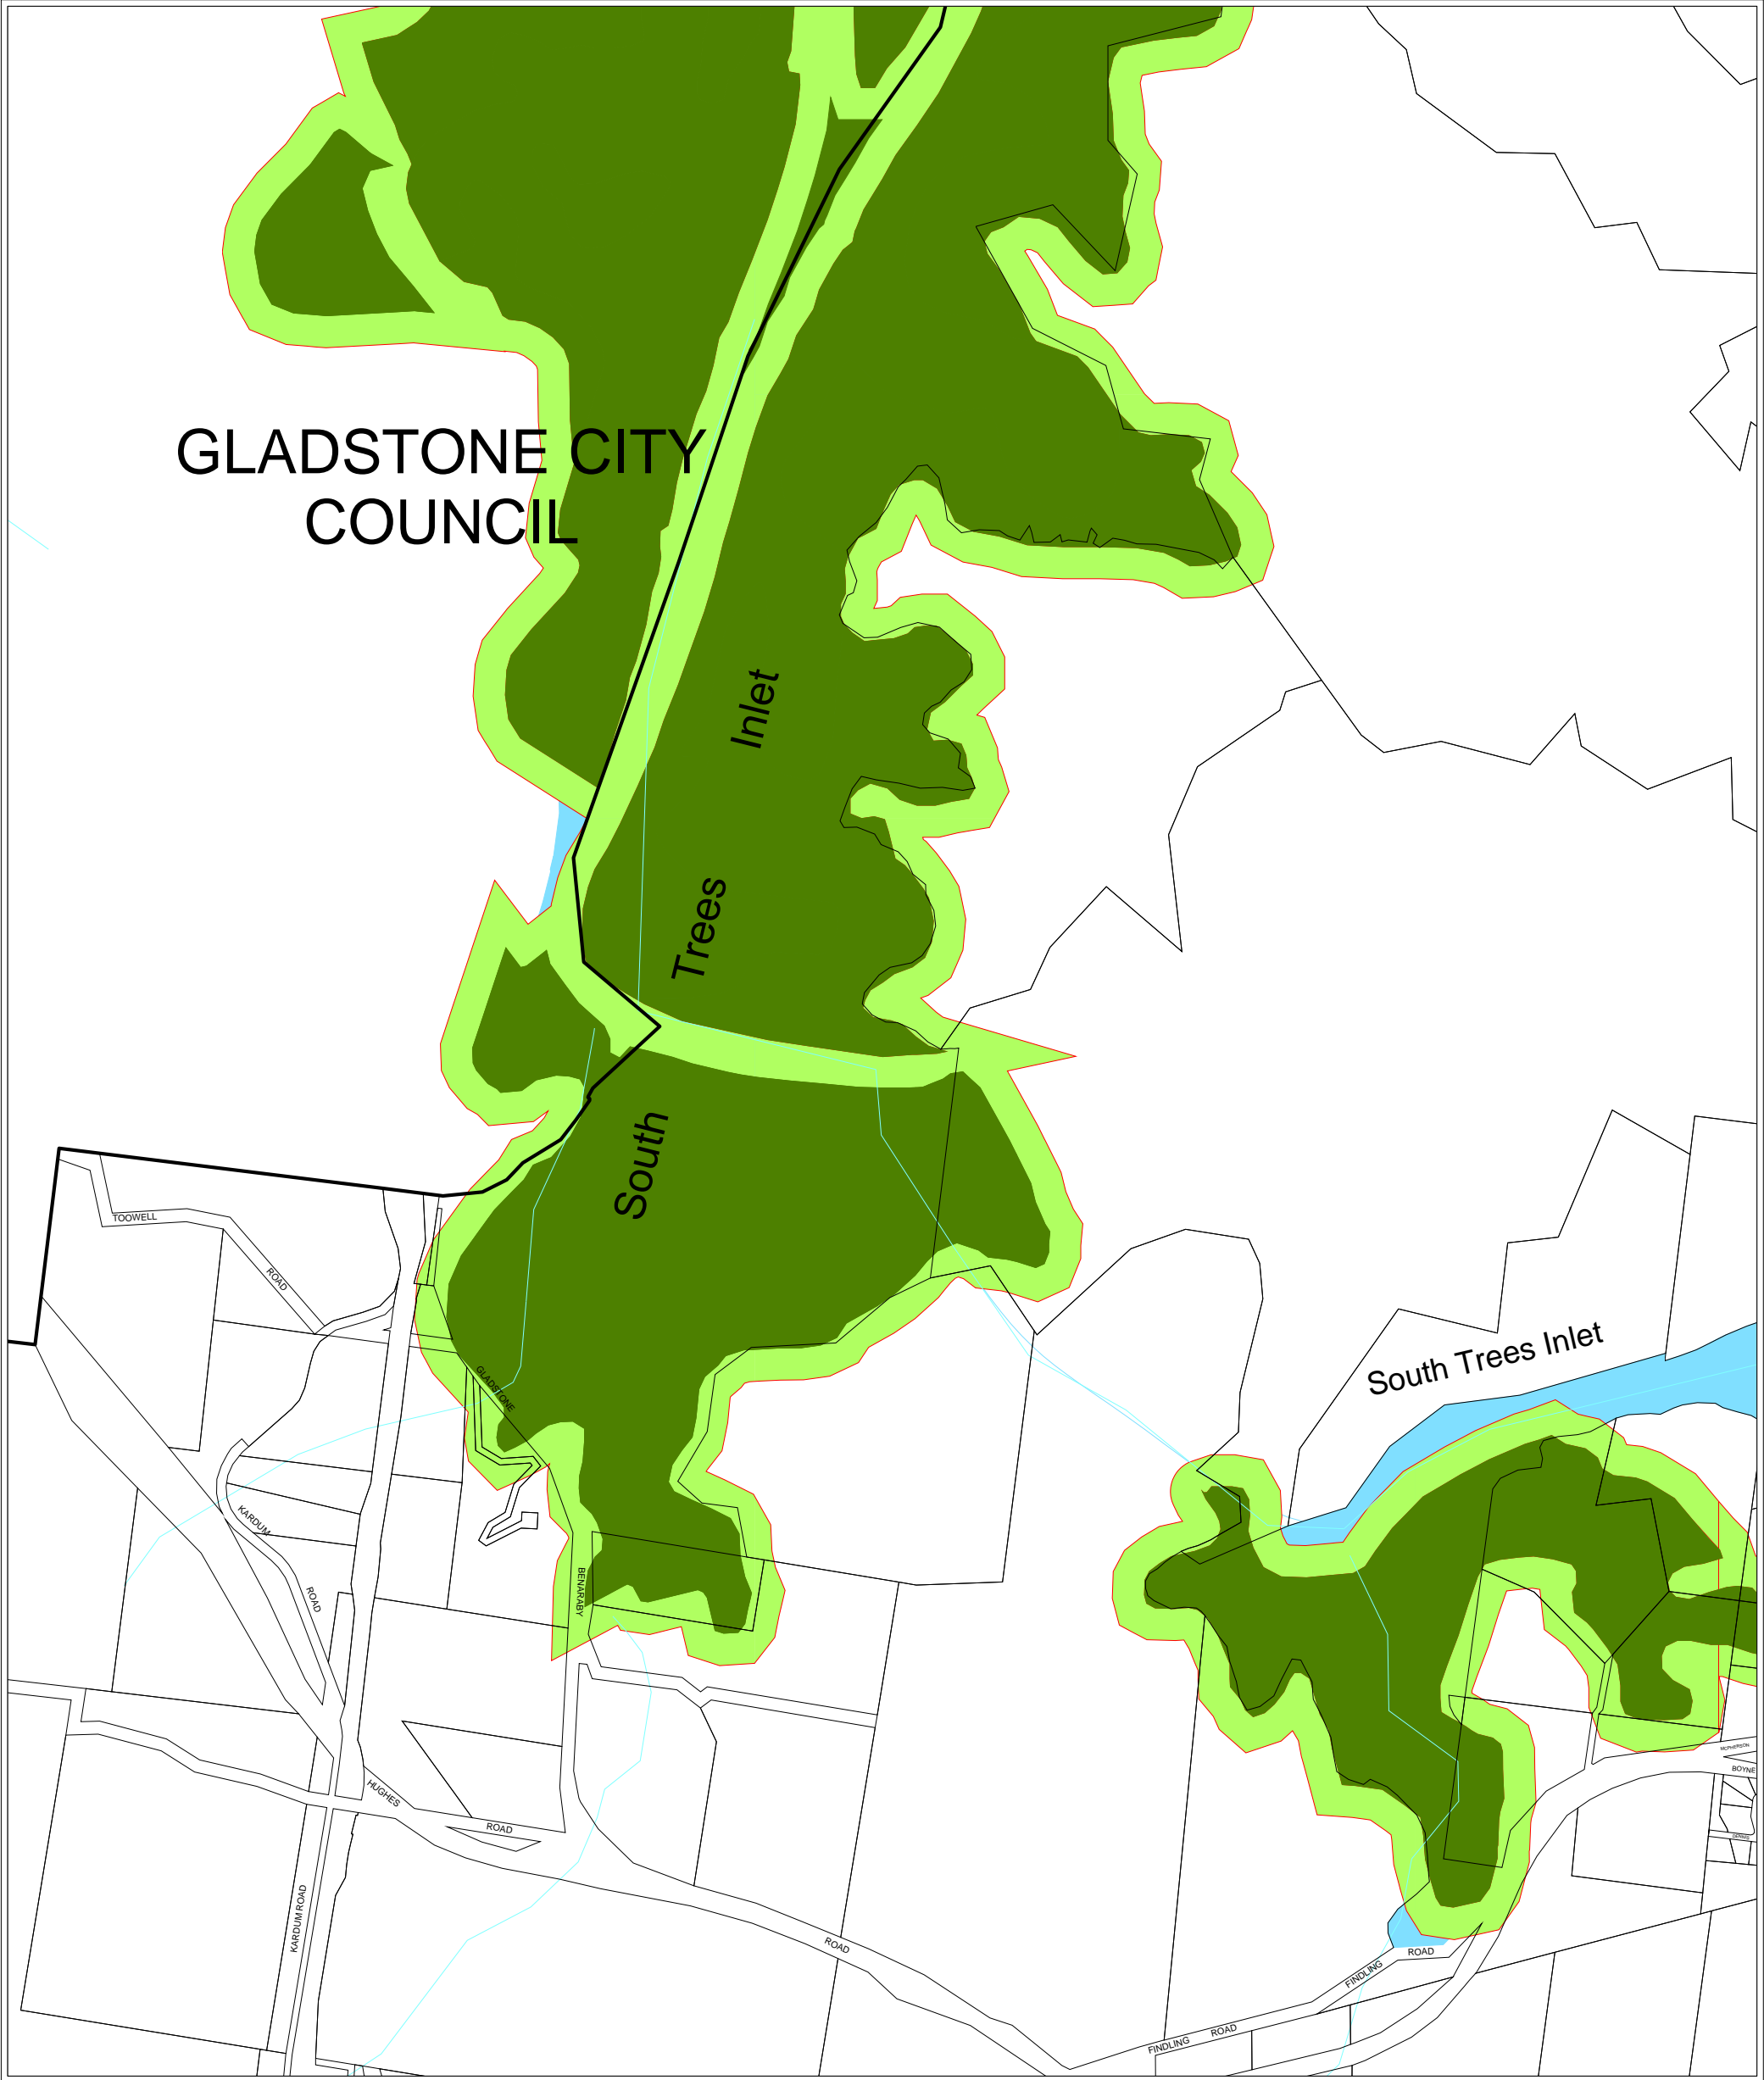 GLADSTONE CITY
COUNCIL
Inlet
Trees
South
TOOWELL
ROAD
GLADSTONE
South Trees Inlet
KARDUM
ROAD
BENARABY
MCPHERSON
BOYNE
HUGHES
ROAD
KARDUM ROAD
ROAD
ROAD
FINDLING
FINDLING
ROAD